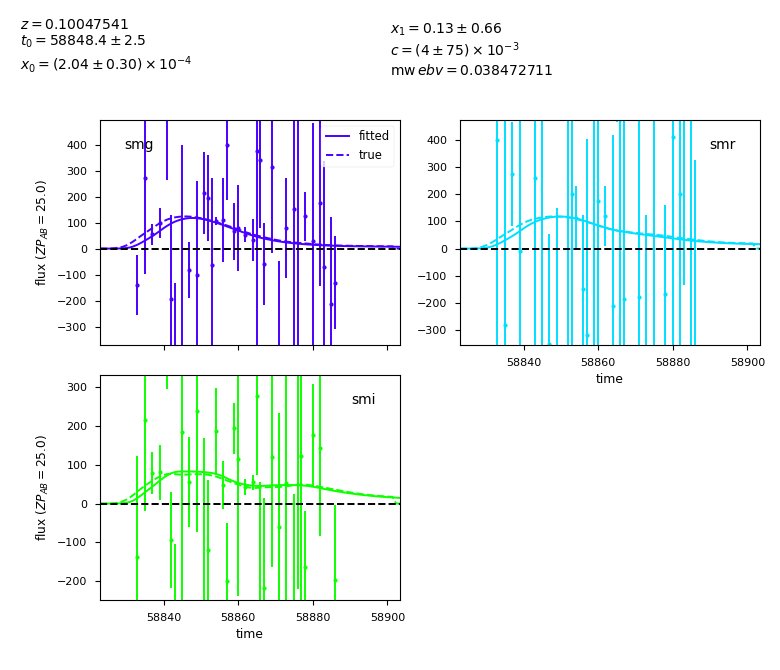 z = 0.10047541
t₀ = 58848.4 ± 2.5
x₀ = (2.04 ± 0.30) × 10⁻⁴
x₁ = 0.13 ± 0.66
c = (4 ± 75) × 10⁻³
mw ebv = 0.038472711
400
300
200
100
0
−100
−200
−300
flux (ZP_AB = 25.0)
smg
fitted
true
400
300
200
100
0
−100
−200
−300
smr
58840
58860
58880
58900
time
300
200
100
0
−100
−200
flux (ZP_AB = 25.0)
smi
58840
58860
58880
58900
time